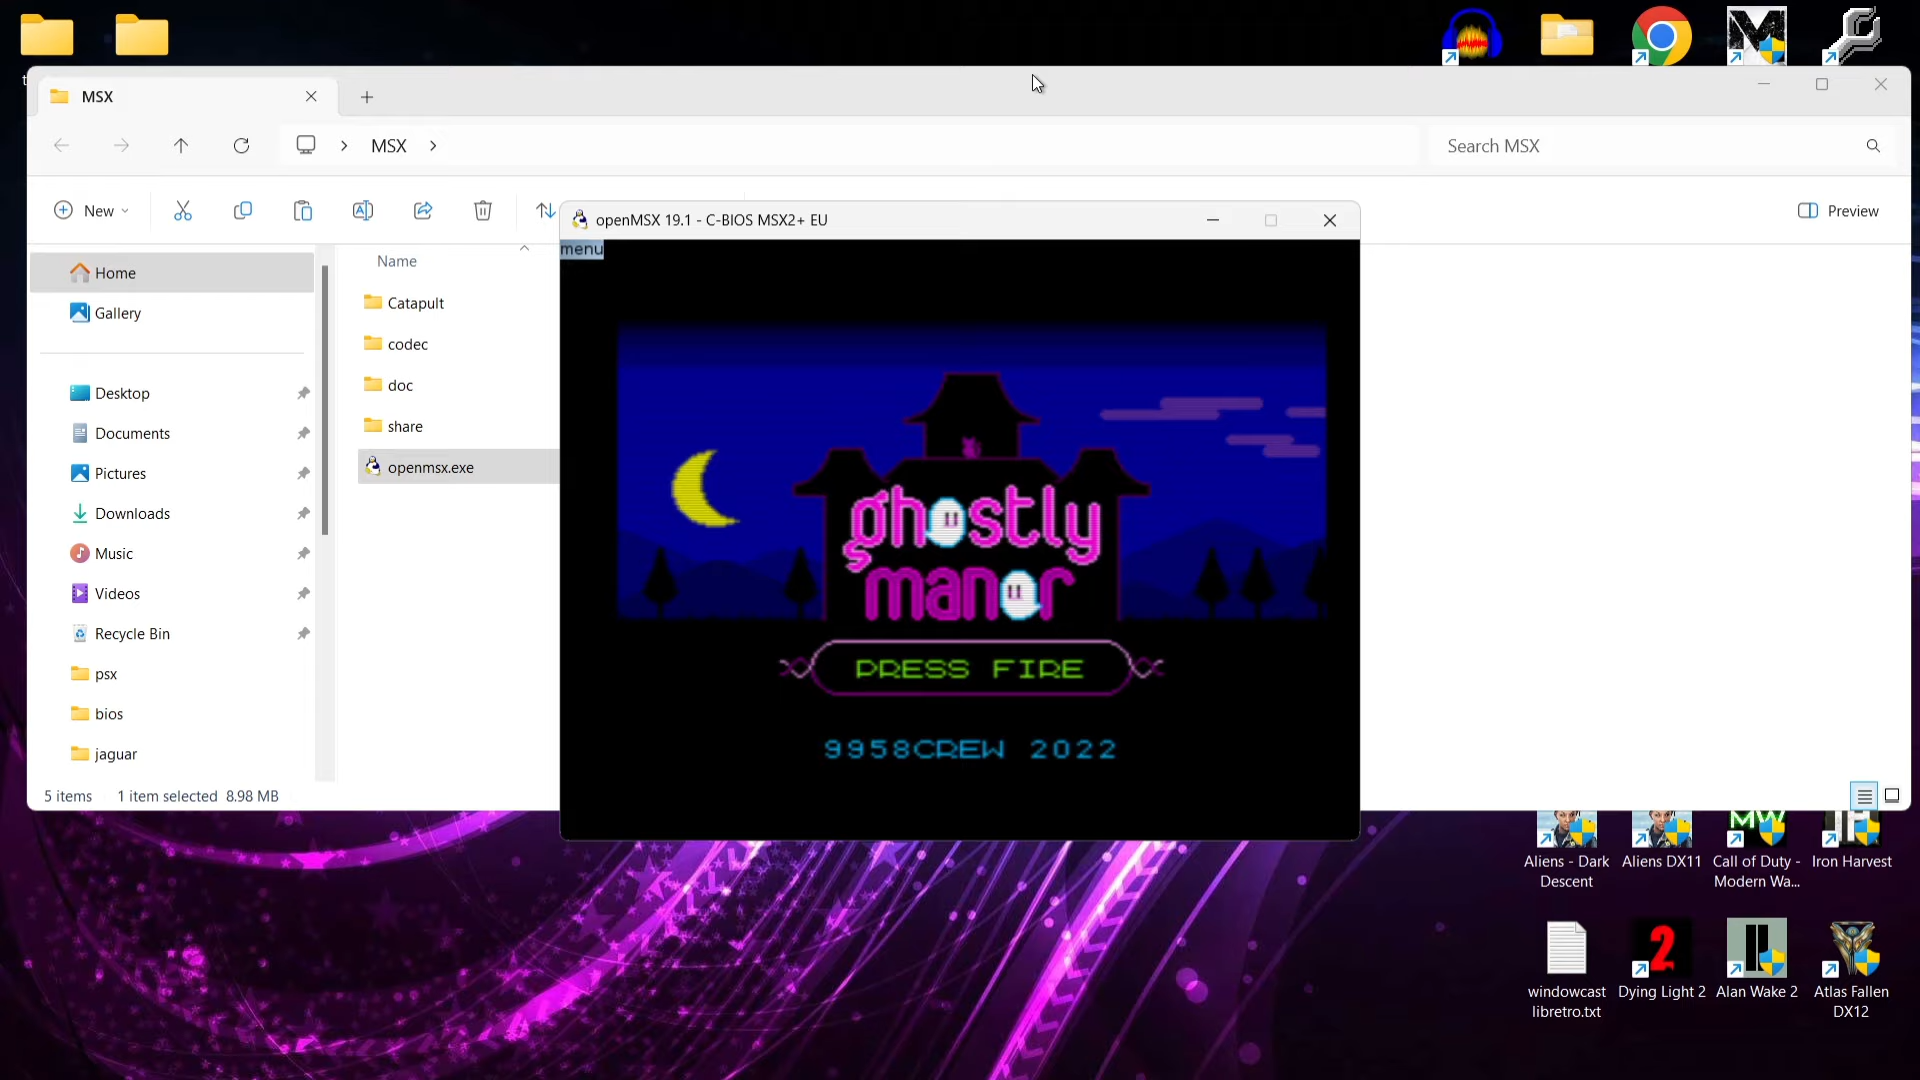 MSX
MSX
Search MSX
New
Preview
openMSX 19.1 - C-BIOS MSX2+ EU
menu
Home
Gallery
Desktop
Documents
Pictures
Downloads
Music
Videos
Recycle Bin
psx
bios
jaguar
Name
Catapult
codec
doc
share
openmsx.exe
ghostly
manor
PRESS FIRE
9958CREW 2022
5 items 1 item selected 8.98 MB
Aliens - Dark
Descent
Aliens DX11
Call of Duty -
Modern Wa...
Iron Harvest
windowcast
libretro.txt
Dying Light 2
Alan Wake 2
Atlas Fallen
DX12